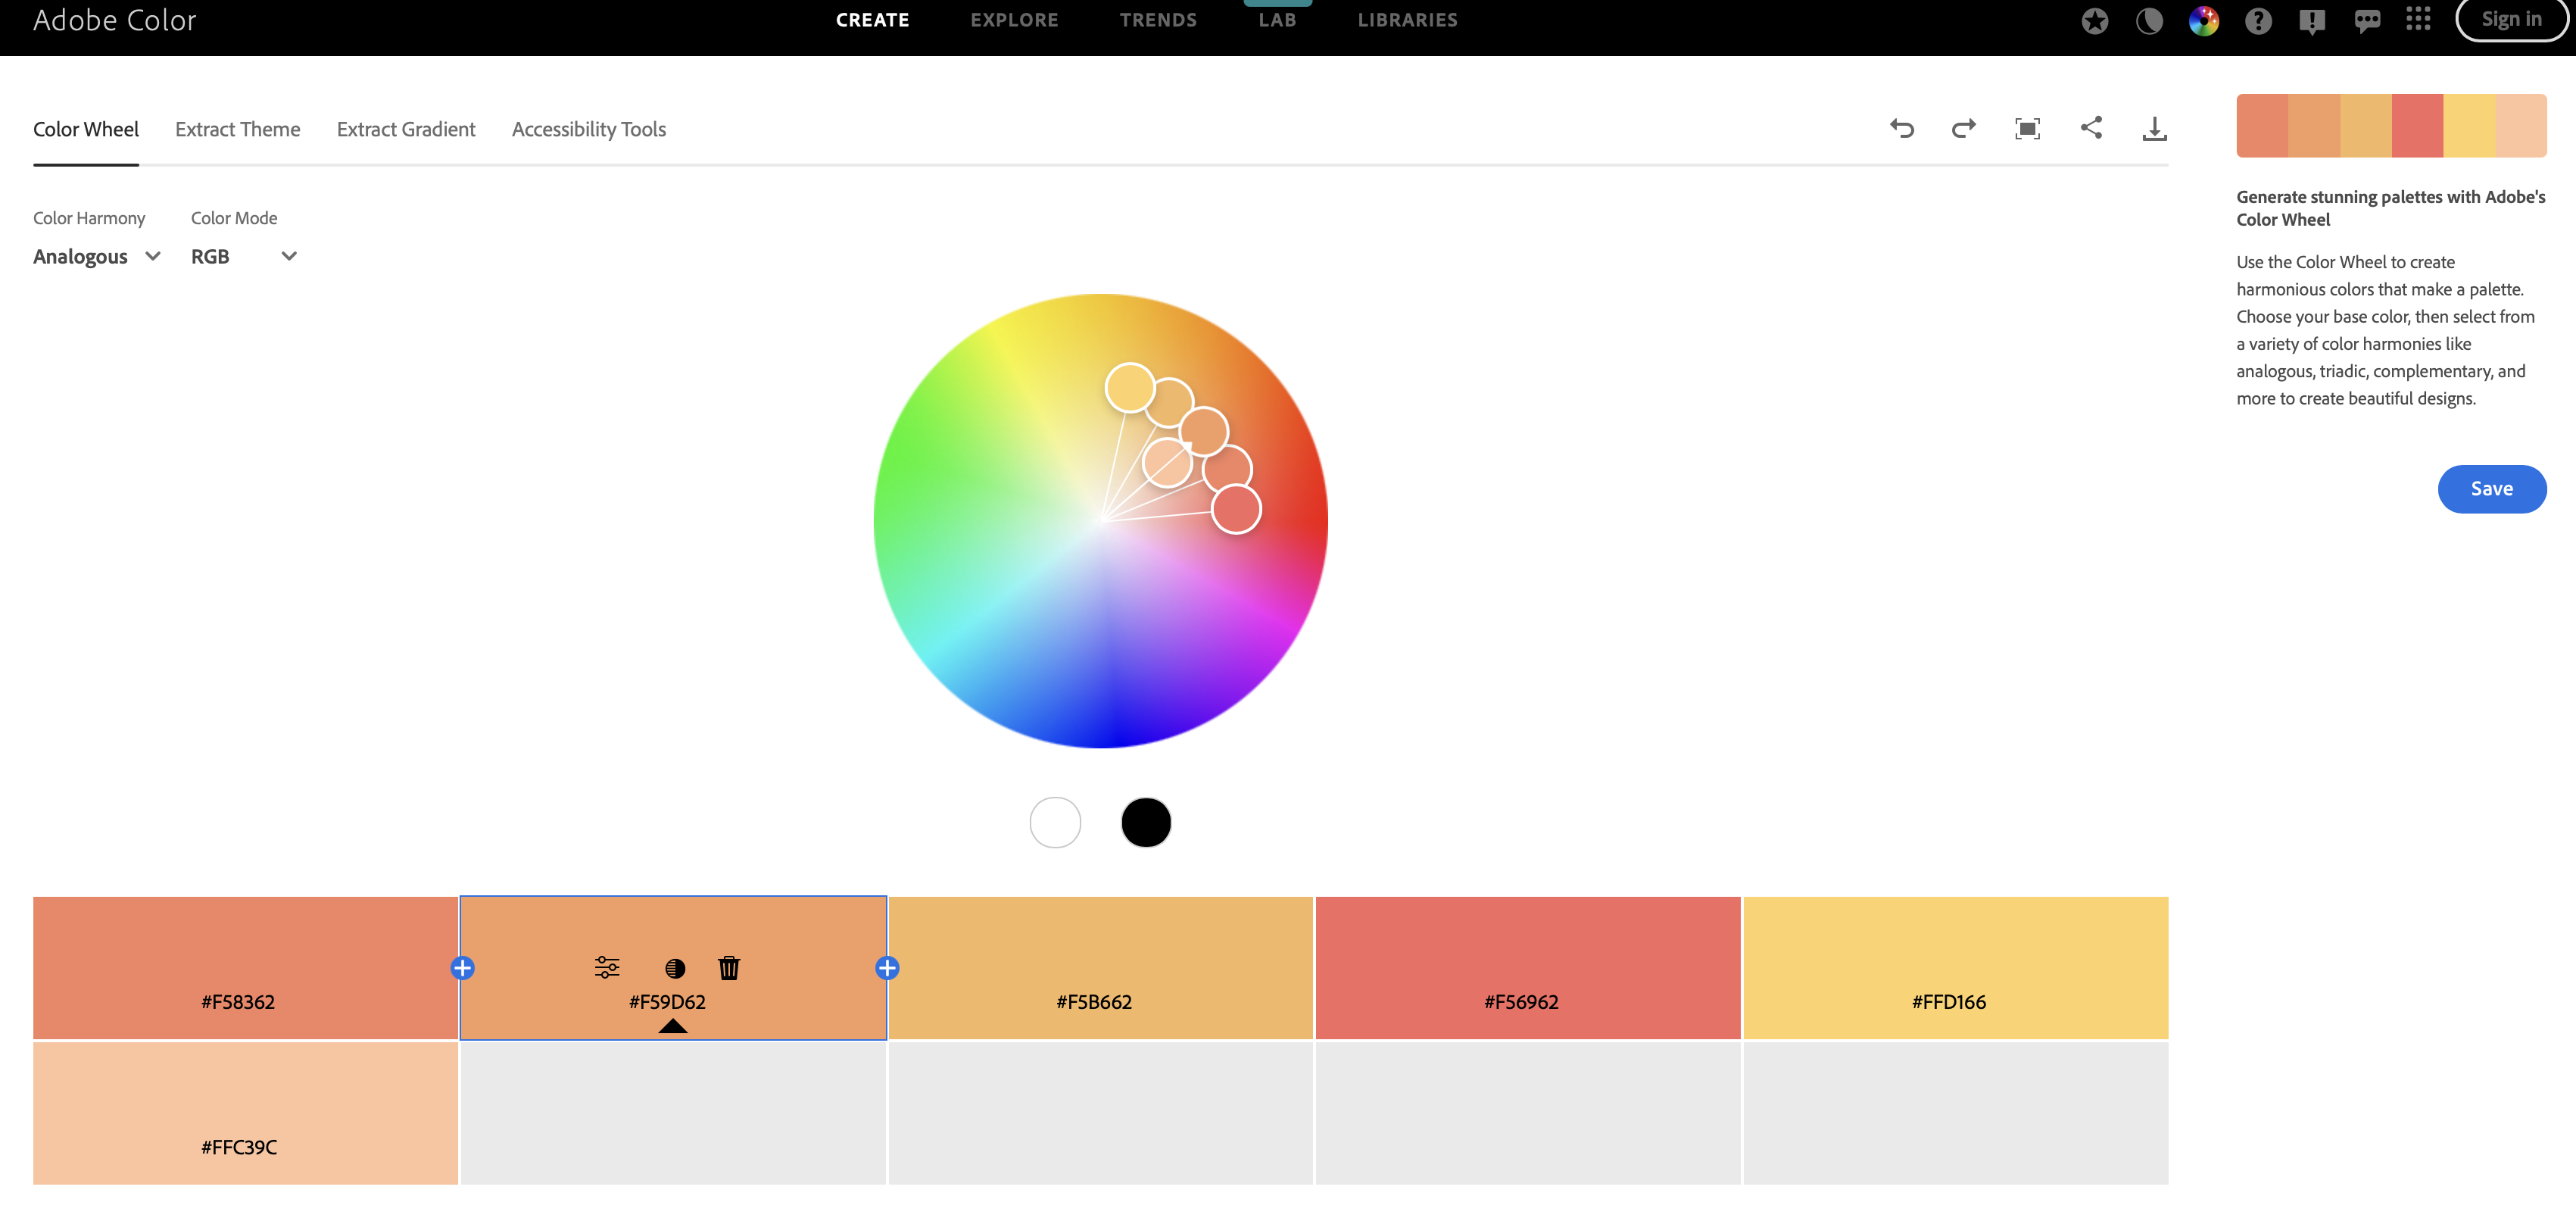 Adobe Color
CREATE
EXPLORE
TRENDS
LAB
LIBRARIES
Sign in
Color Wheel
Extract Theme
Extract Gradient
Accessibility Tools
Color Harmony
Color Mode
Analogous
RGB
Generate stunning palettes with Adobe's
Color Wheel
Use the Color Wheel to create
harmonious colors that make a palette.
Choose your base color, then select from
a variety of color harmonies like
analogous, triadic, complementary, and
more to create beautiful designs.
Save
#F58362
#F59D62
#F5B662
#F56962
#FFD166
#FFC39C